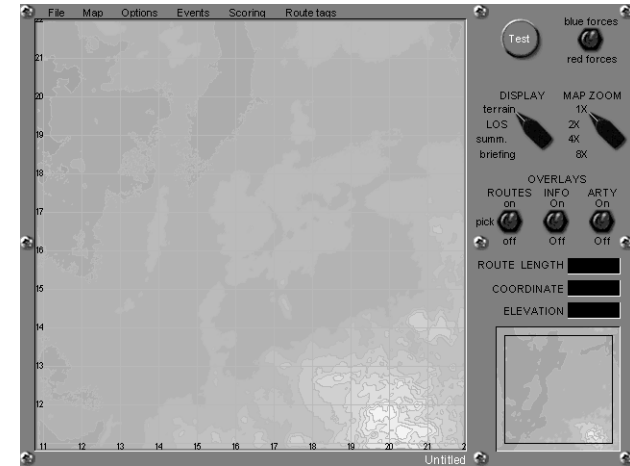 File Map Options Events Scoring Route tags
22
21
20
19
18
17
16
15
14
13
12
11 12 13 14 15 16 17 18 19 20 21 2
Untitled
Test
blue forces
red forces
DISPLAY
terrain
LOS
summ.
briefing
MAP ZOOM
1X
2X
4X
8X
OVERLAYS
ROUTES INFO ARTY
on On On
pick
off Off Off
ROUTE LENGTH
COORDINATE
ELEVATION